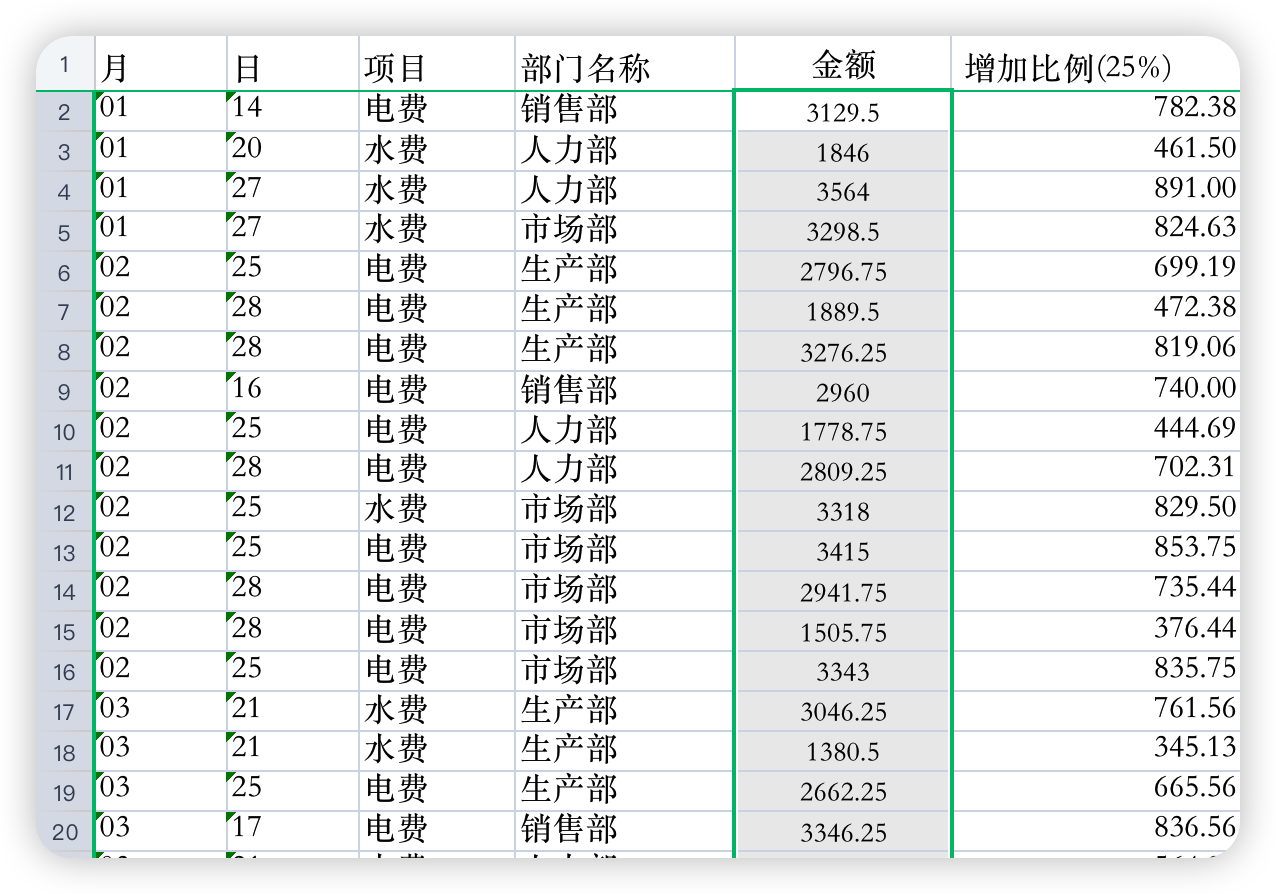 1 月 日 项目 部门名称 金额 增加比例(25%)
2 01 14 电费 销售部 3129.5 782.38
3 01 20 水费 人力部 1846 461.50
4 01 27 水费 人力部 3564 891.00
5 01 27 水费 市场部 3298.5 824.63
6 02 25 电费 生产部 2796.75 699.19
7 02 28 电费 生产部 1889.5 472.38
8 02 28 电费 生产部 3276.25 819.06
9 02 16 电费 销售部 2960 740.00
10 02 25 电费 人力部 1778.75 444.69
11 02 28 电费 人力部 2809.25 702.31
12 02 25 水费 市场部 3318 829.50
13 02 25 电费 市场部 3415 853.75
14 02 28 电费 市场部 2941.75 735.44
15 02 28 电费 市场部 1505.75 376.44
16 02 25 电费 市场部 3343 835.75
17 03 21 水费 生产部 3046.25 761.56
18 03 21 水费 生产部 1380.5 345.13
19 03 25 电费 生产部 2662.25 665.56
20 03 17 电费 销售部 3346.25 836.56